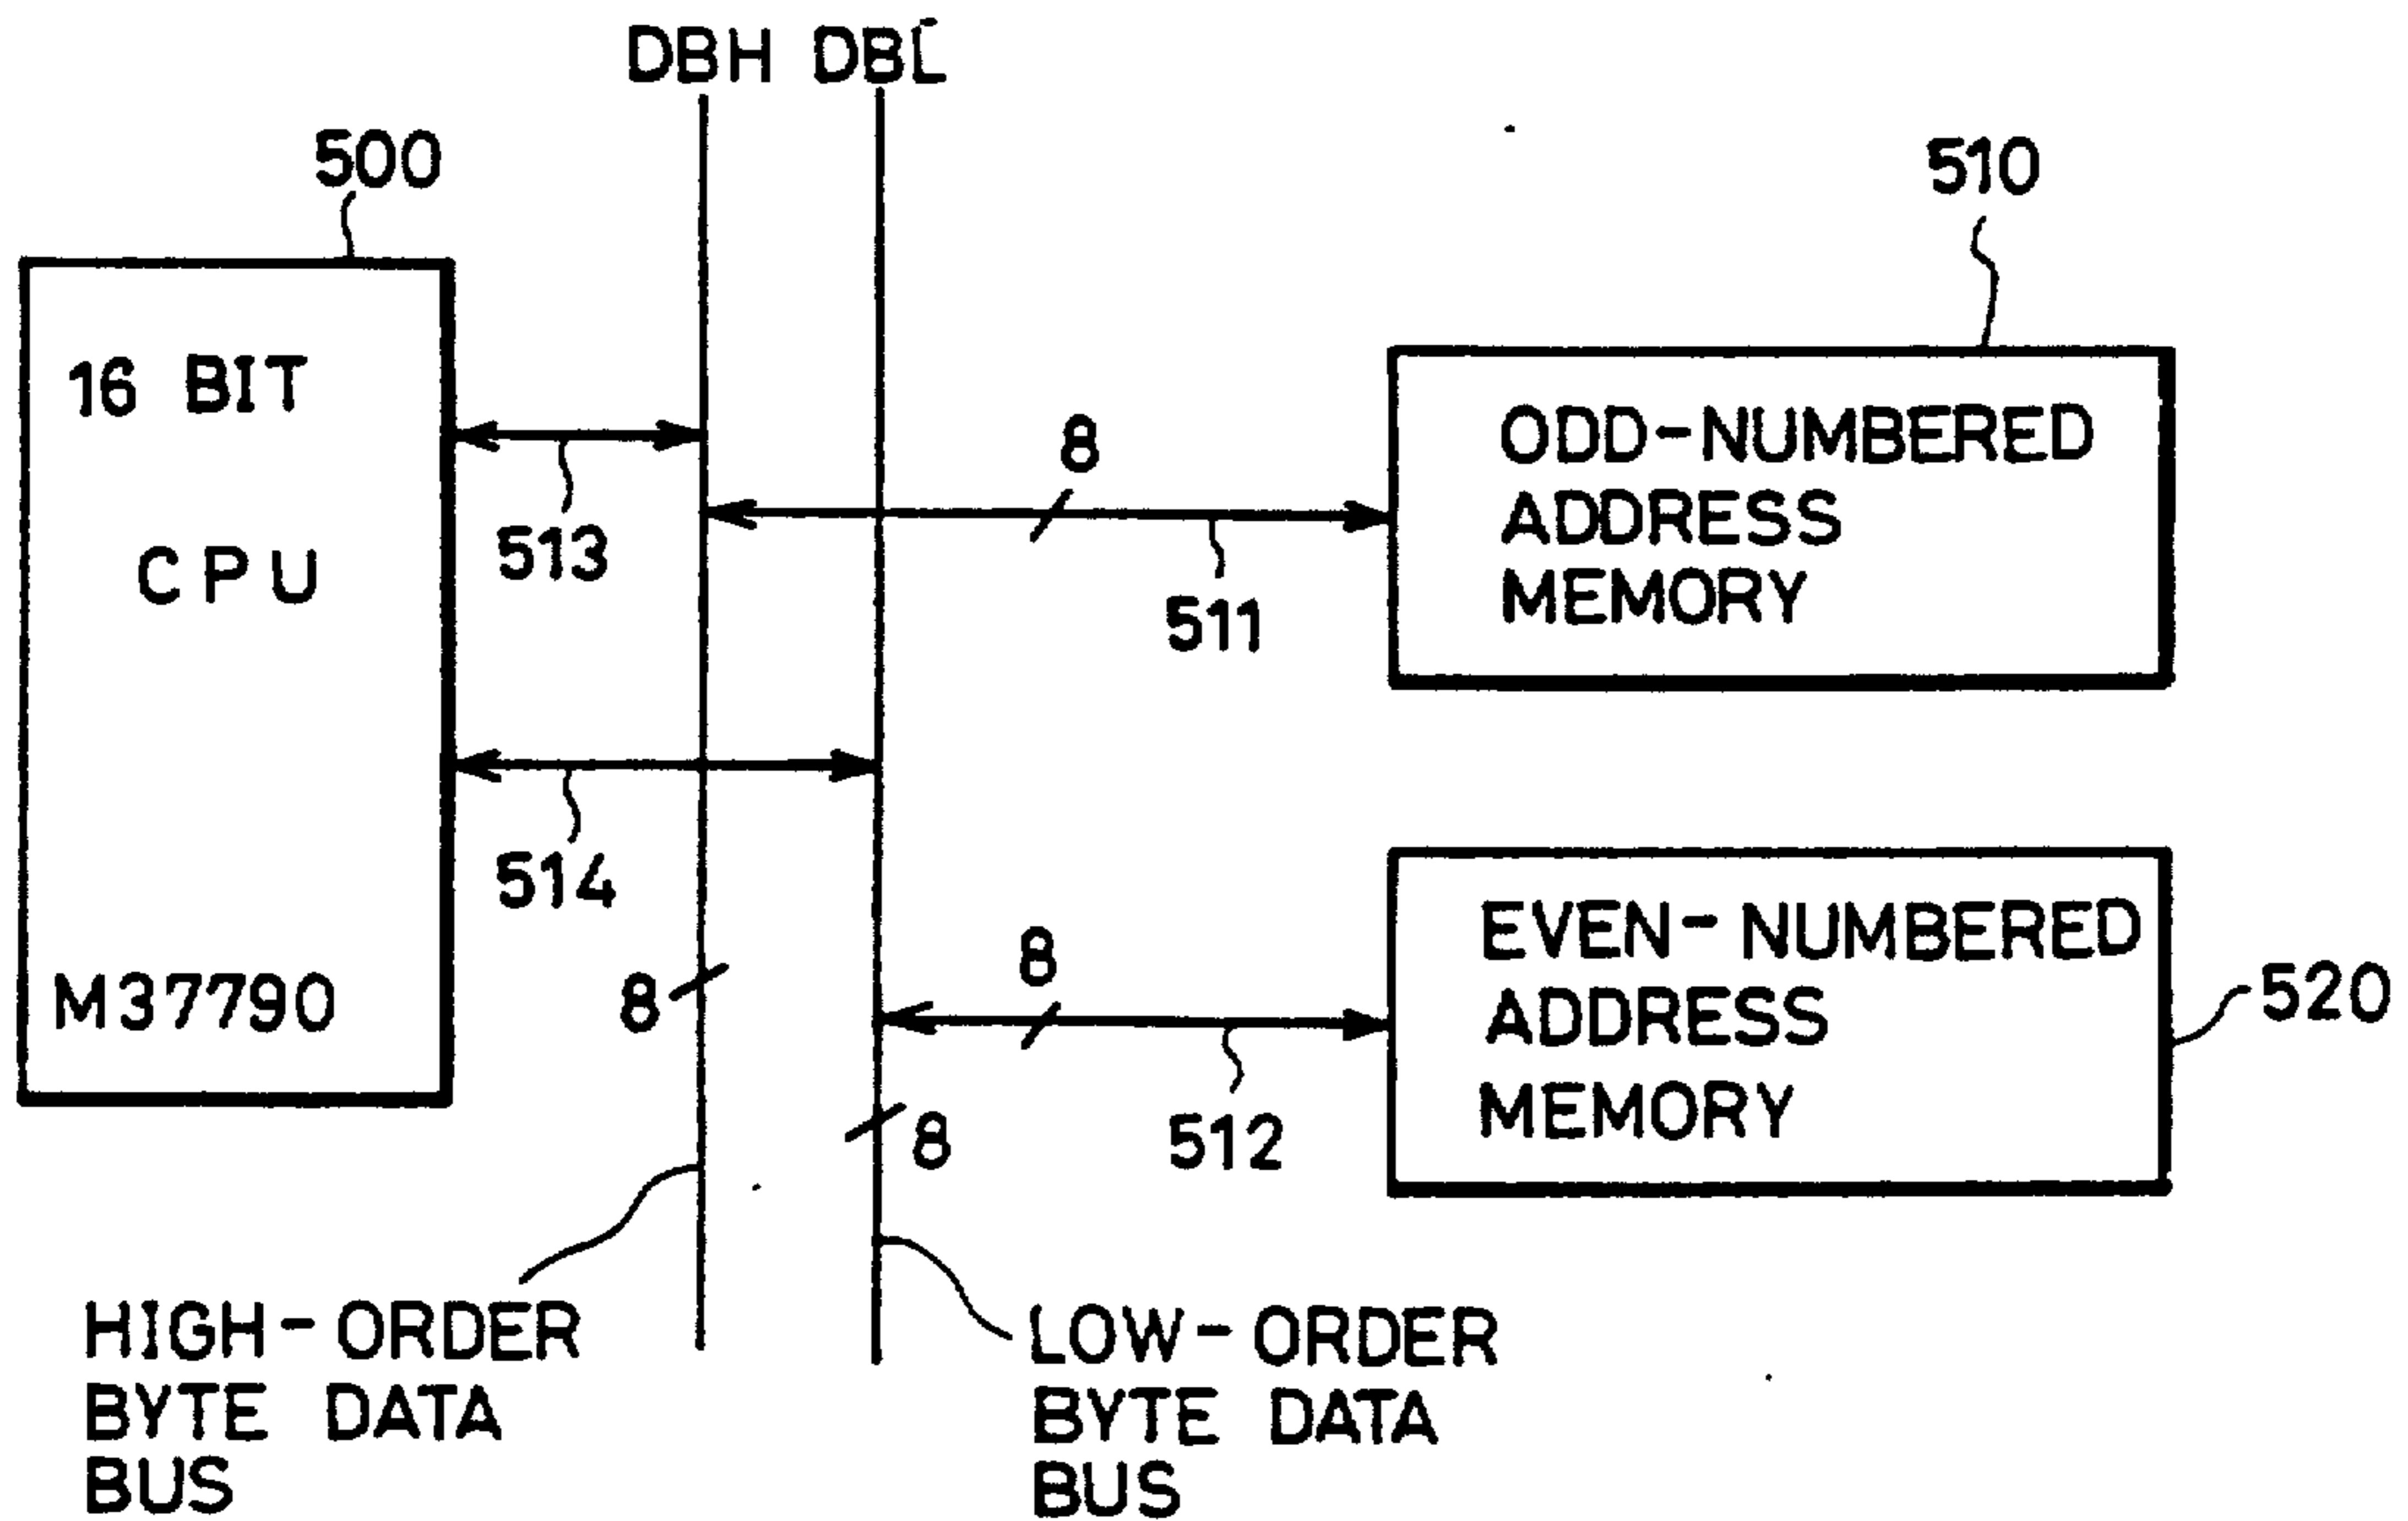 DBH DBL
500
510
16 BIT
CPU
M37790
513
8
511
ODD-NUMBERED
ADDRESS
MEMORY
514
8
8
8
512
EVEN-NUMBERED
ADDRESS
MEMORY
520
HIGH-ORDER
BYTE DATA
BUS
LOW-ORDER
BYTE DATA
BUS